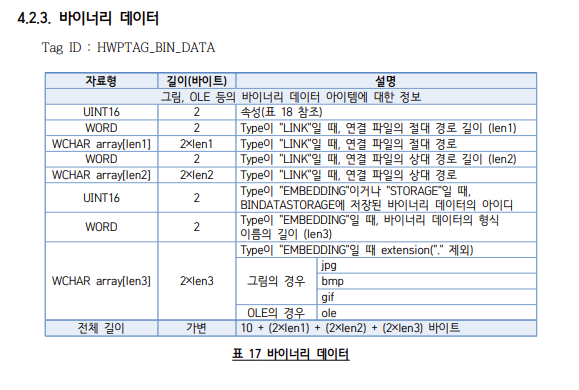 4.2.3. 바이너리 데이터
Tag ID : HWPTAG_BIN_DATA
자료형 길이(바이트) 설명
그림, OLE 등의 바이너리 데이터 아이템에 대한 정보
UINT16 2 속성(표 18 참조)
WORD 2 Type이 "LINK"일 때, 연결 파일의 절대 경로 길이 (len1)
WCHAR array[len1] 2×len1 Type이 "LINK"일 때, 연결 파일의 절대 경로
WORD 2 Type이 "LINK"일 때, 연결 파일의 상대 경로 길이 (len2)
WCHAR array[len2] 2×len2 Type이 "LINK"일 때, 연결 파일의 상대 경로
UINT16 2 Type이 "EMBEDDING"이거나 "STORAGE"일 때,
BINDATASTORAGE에 저장된 바이너리 데이터의 아이디
WORD 2 Type이 "EMBEDDING"일 때, 바이너리 데이터의 형식
이름의 길이 (len3)
WCHAR array[len3] 2×len3 Type이 "EMBEDDING"일 때 extension("." 제외)
그림의 경우 jpg
bmp
gif
OLE의 경우 ole
전체 길이 가변 10 + (2×len1) + (2×len2) + (2×len3) 바이트
표 17 바이너리 데이터